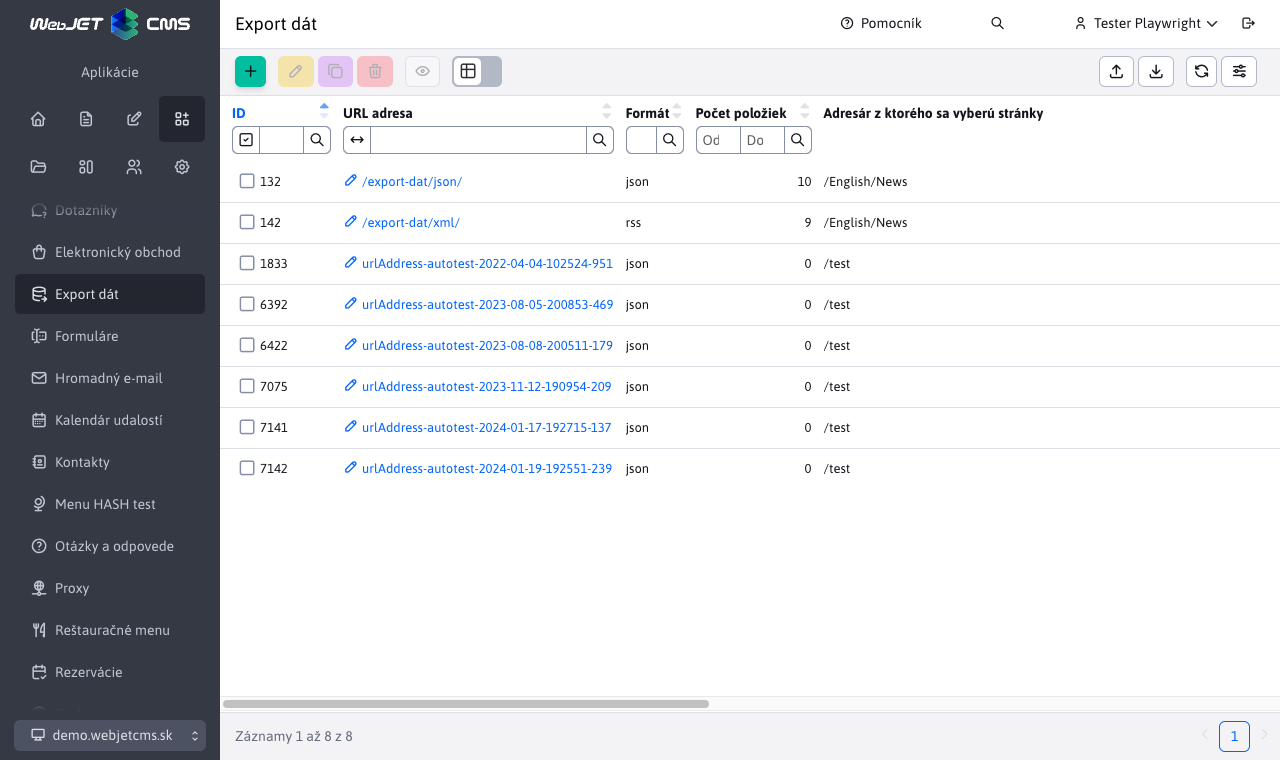 WebJET CMS
Export dát
Pomocník
Tester Playwright
Aplikácie
Dotazníky
Elektronický obchod
Export dát
Formuláre
Hromadný e-mail
Kalendár udalostí
Kontakty
Menu HASH test
Otázky a odpovede
Proxy
Reštauračné menu
Rezervácie
demo.webjetcms.sk
ID URL adresa Formát Počet položiek Adresár z ktorého sa vyberú stránky
Od Do
132 /export-dat/json/ json 10 /English/News
142 /export-dat/xml/ rss 9 /English/News
1833 urlAddress-autotest-2022-04-04-102524-951 json 0 /test
6392 urlAddress-autotest-2023-08-05-200853-469 json 0 /test
6422 urlAddress-autotest-2023-08-08-200511-179 json 0 /test
7075 urlAddress-autotest-2023-11-12-190954-209 json 0 /test
7141 urlAddress-autotest-2024-01-17-192715-137 json 0 /test
7142 urlAddress-autotest-2024-01-19-192551-239 json 0 /test
Záznamy 1 až 8 z 8
1